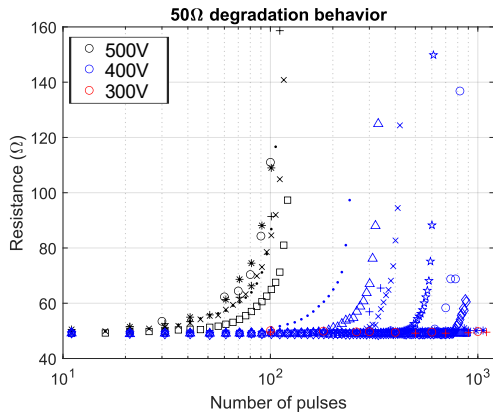 50Ω degradation behavior
500V
400V
300V
Resistance (Ω)
160
140
120
100
80
60
40
10^1
10^2
10^3
Number of pulses